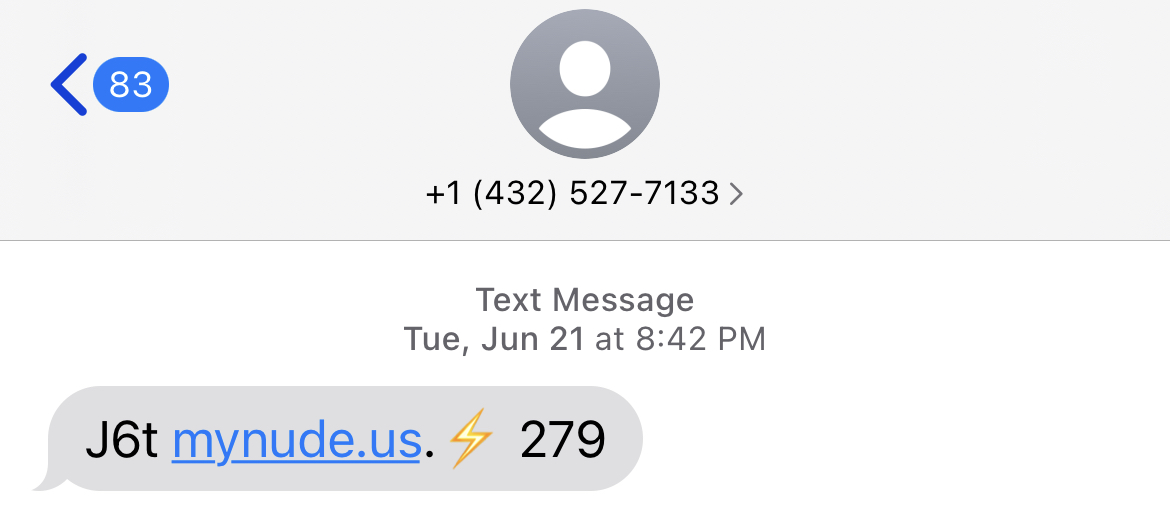 83
+1 (432) 527-7133 >
Text Message
Tue, Jun 21 at 8:42 PM
J6t mynude.us.⚡ 279